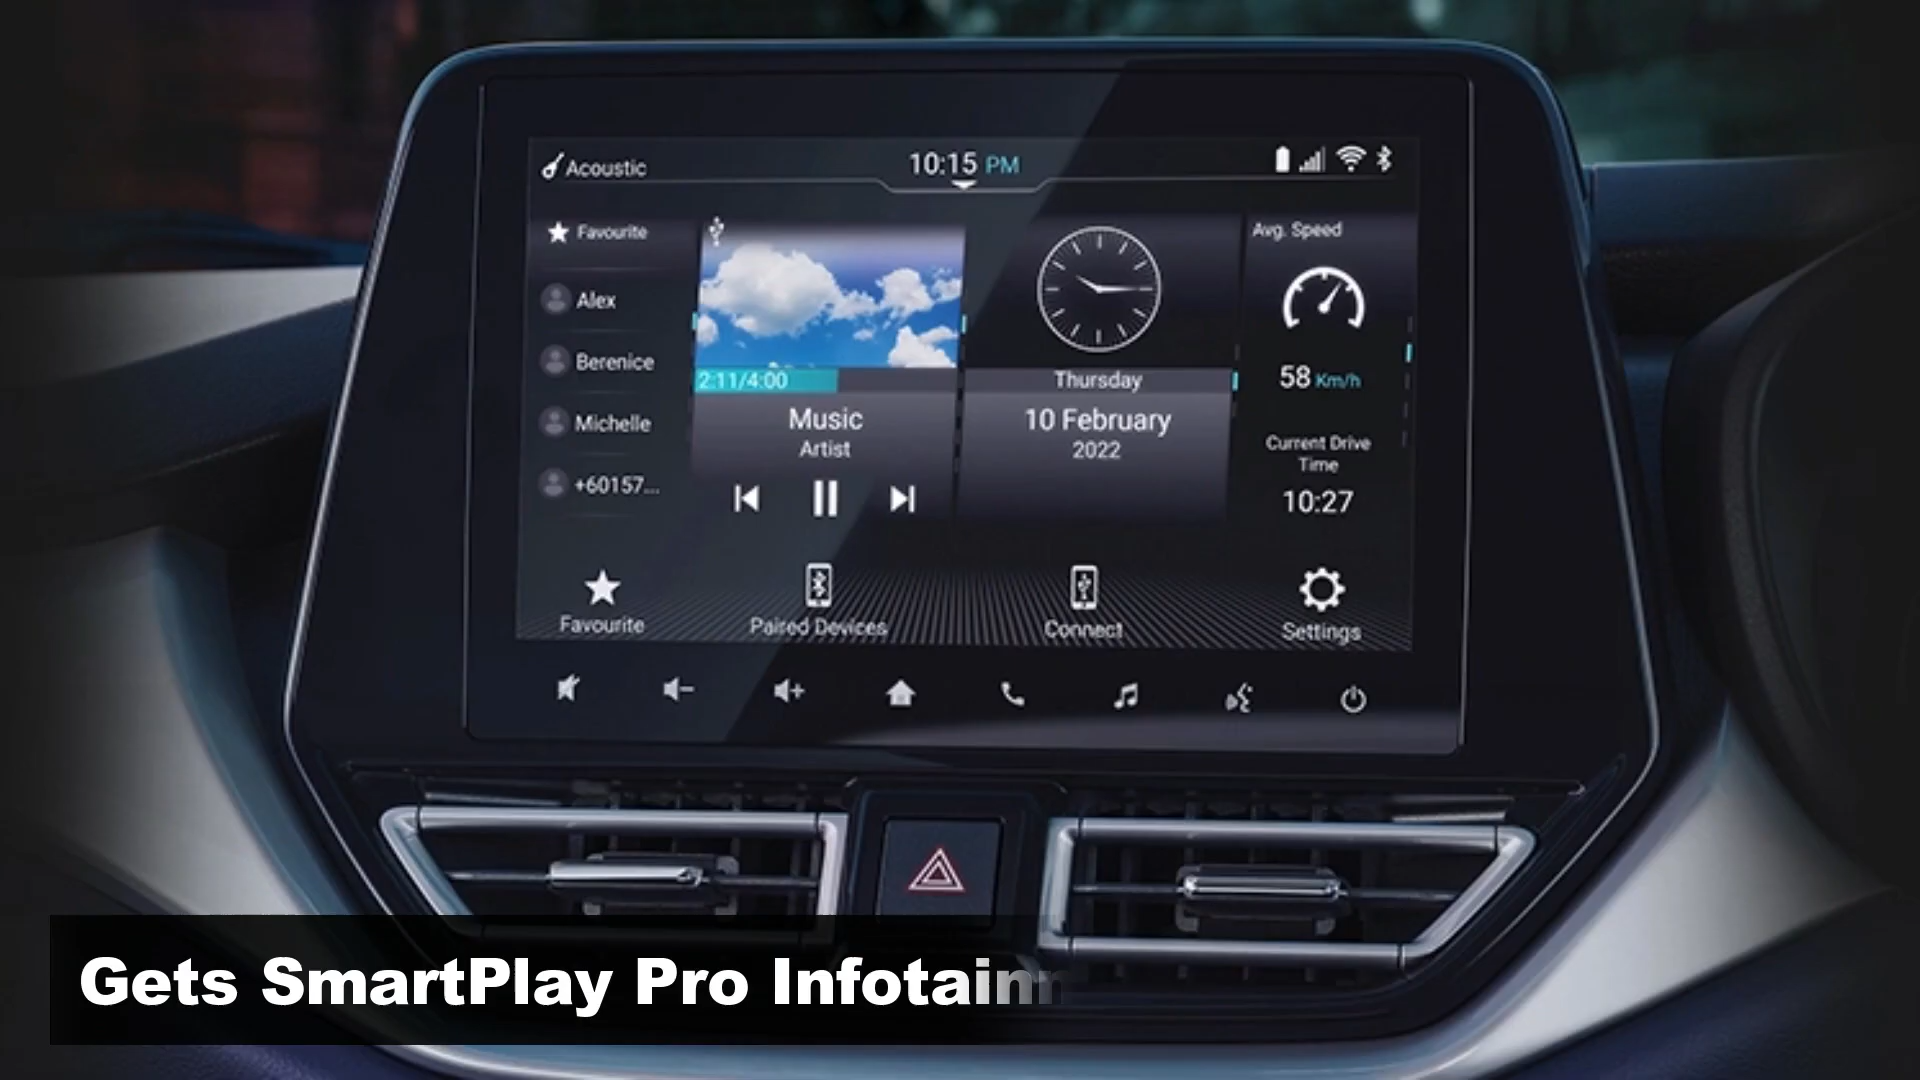 Acoustic
10:15 PM
Favourite
Alex
Berenice
Michelle
+60157...
2:11/4:00
Music
Artist
Thursday
10 February
2022
Avg. Speed
58 Km/h
Current Drive
Time
10:27
Favourite
Paired Devices
Connect
Settings
Gets SmartPlay Pro